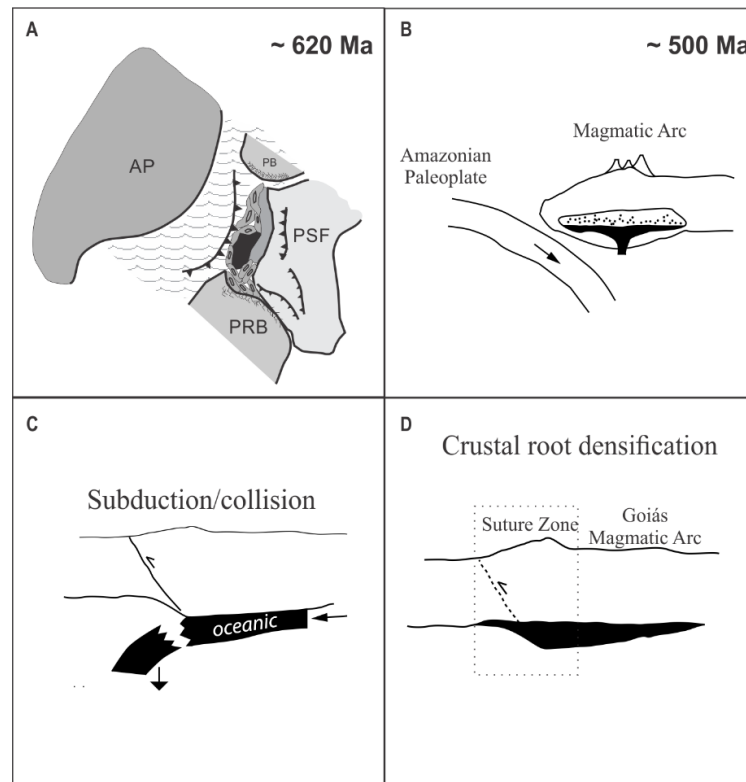 A
~ 620 Ma
AP
PB
PSF
PRB
B
~ 500 Ma
Magmatic Arc
Amazonian
Paleoplate
C
Subduction/collision
oceanic
D
Crustal root densification
Suture Zone
Goiás
Magmatic Arc